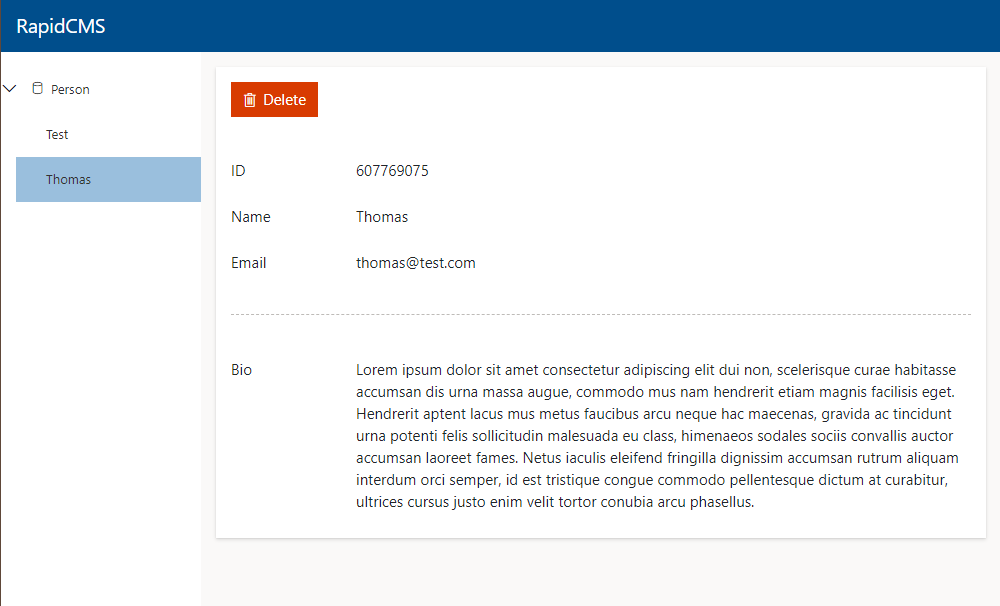 RapidCMS
Person
Test
Thomas
Delete
ID 607769075
Name Thomas
Email thomas@test.com
Bio Lorem ipsum dolor sit amet consectetur adipiscing elit dui non, scelerisque curae habitasse
accumsan dis urna massa augue, commodo mus nam hendrerit etiam magnis facilisis eget.
Hendrerit aptent lacus mus metus faucibus arcu neque hac maecenas, gravida ac tincidunt
urna potenti felis sollicitudin malesuada eu class, himenaeos sodales sociis convallis auctor
accumsan laoreet fames. Netus iaculis eleifend fringilla dignissim accumsan rutrum aliquam
interdum orci semper, id est tristique congue commodo pellentesque dictum at curabitur,
ultrices cursus justo enim velit tortor conubia arcu phasellus.